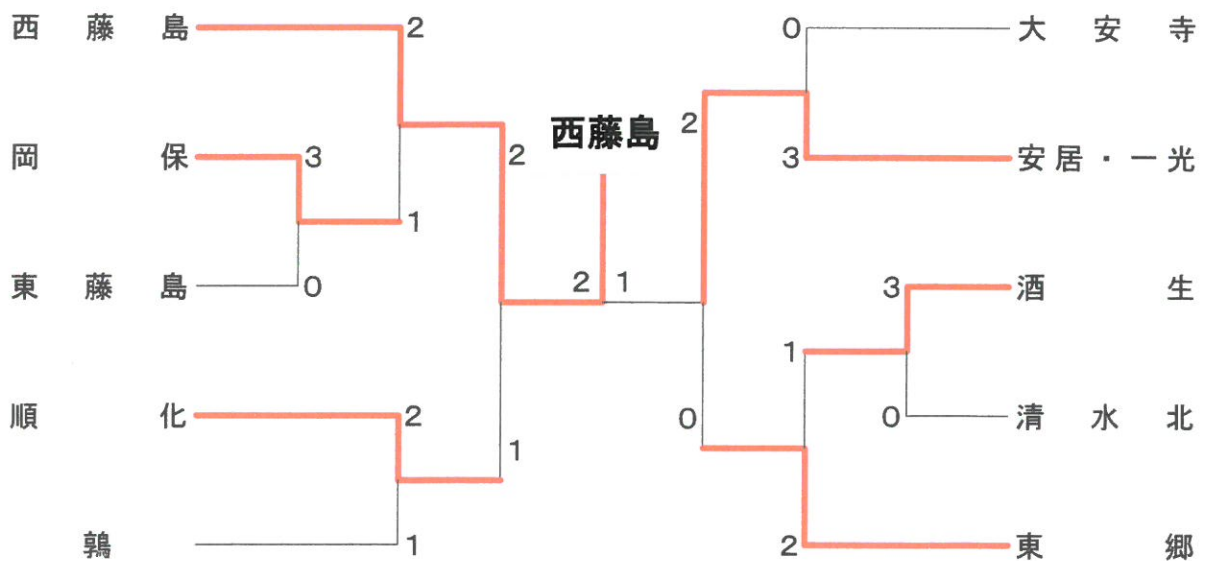 西藤島 2 0 大安寺
西藤島
2 2
岡保 3 3 安居・一光
1
東藤島 0 2 1 3 酒生
1
順化 2 0 0 清水北
1
鶉 1 2 東郷